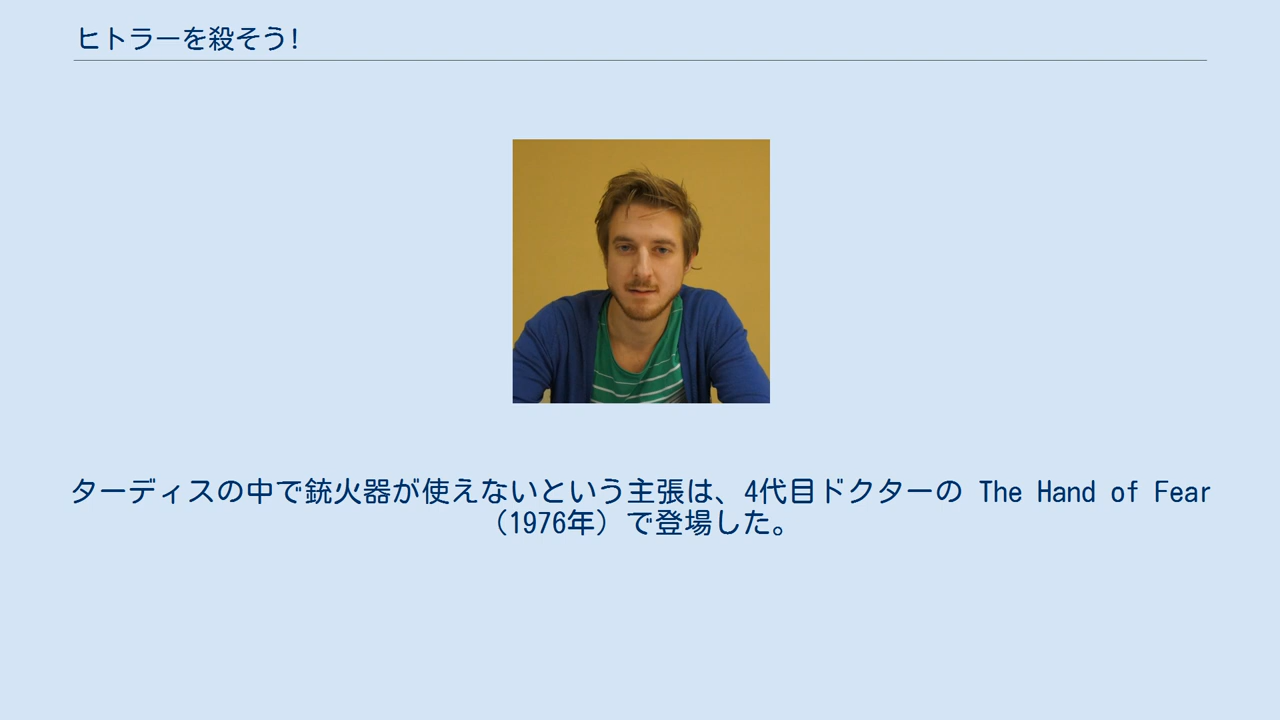 ヒトラーを殺そう!
ターディスの中で銃火器が使えないという主張は、4代目ドクターの The Hand of Fear
（1976年）で登場した。